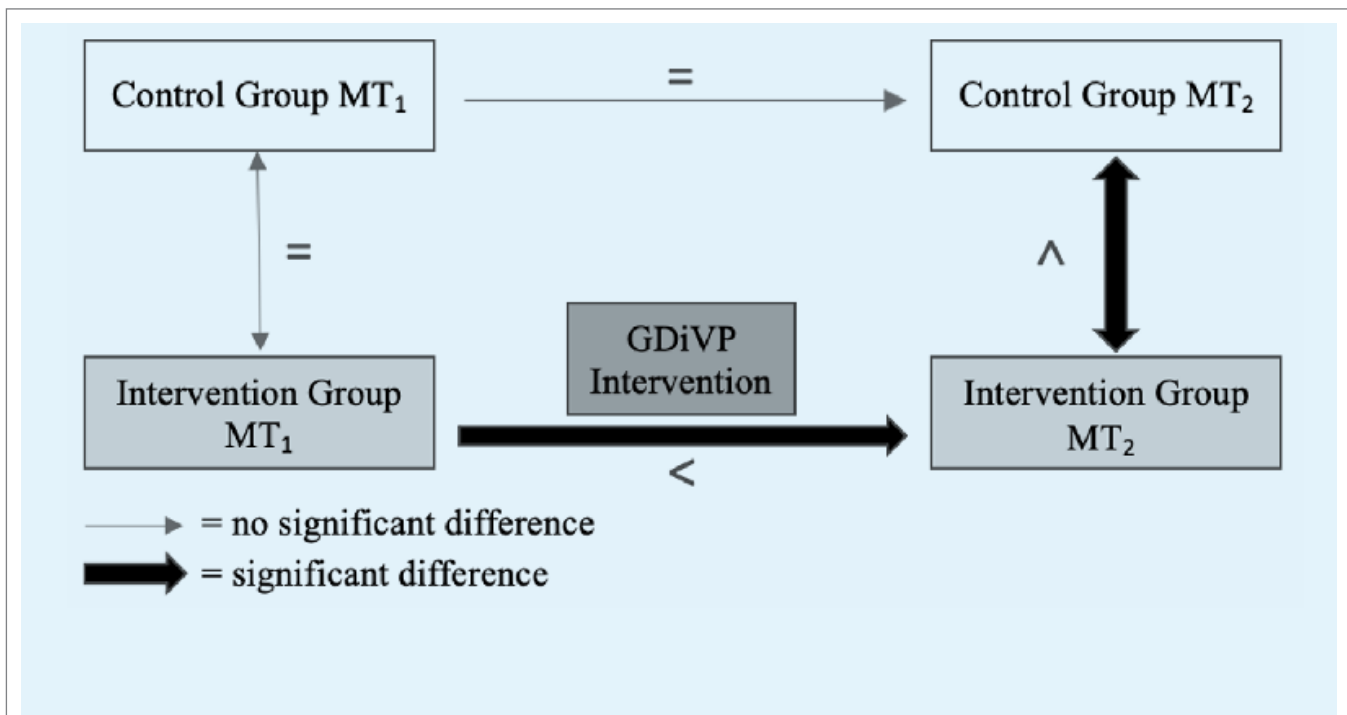 Control Group MT₁
=
Control Group MT₂
=
^
GDiVP
Intervention
Intervention Group
MT₁
<
Intervention Group
MT₂
= no significant difference
= significant difference